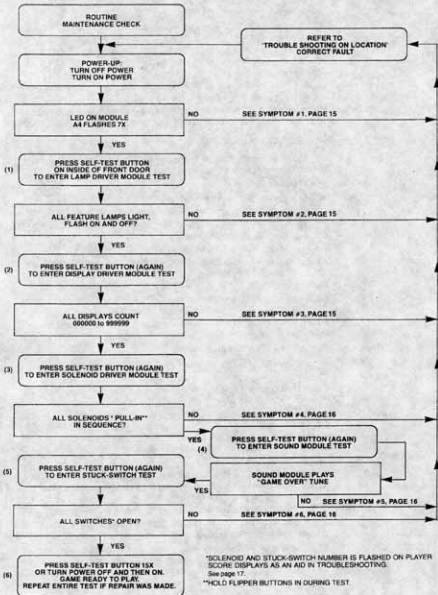 ROUTINE
MAINTENANCE CHECK
REFER TO
'TROUBLE SHOOTING ON LOCATION'
CORRECT FAULT
POWER-UP:
TURN OFF POWER
TURN ON POWER
LED ON MODULE
A4 FLASHES 7X
NO
SEE SYMPTOM #1, PAGE 15
YES
(1)
PRESS SELF-TEST BUTTON
ON INSIDE OF FRONT DOOR
TO ENTER LAMP DRIVER MODULE TEST
ALL FEATURE LAMPS LIGHT,
FLASH ON AND OFF?
NO
SEE SYMPTOM #2, PAGE 15
YES
(2)
PRESS SELF-TEST BUTTON (AGAIN)
TO ENTER DISPLAY DRIVER MODULE TEST
ALL DISPLAYS COUNT
000000 to 999999
NO
SEE SYMPTOM #3, PAGE 15
YES
(3)
PRESS SELF-TEST BUTTON (AGAIN)
TO ENTER SOLENOID DRIVER MODULE TEST
ALL SOLENOIDS* PULL-IN**
IN SEQUENCE?
NO
SEE SYMPTOM #4, PAGE 16
YES
(4)
PRESS SELF-TEST BUTTON (AGAIN)
TO ENTER SOUND MODULE TEST
SOUND MODULE PLAYS
"GAME OVER" TUNE
YES
NO
SEE SYMPTOM #5, PAGE 16
(5)
PRESS SELF-TEST BUTTON (AGAIN)
TO ENTER STUCK-SWITCH TEST
ALL SWITCHES* OPEN?
NO
SEE SYMPTOM #6, PAGE 16
YES
(6)
PRESS SELF-TEST BUTTON 15X
OR TURN POWER OFF AND THEN ON.
GAME READY TO PLAY.
REPEAT ENTIRE TEST IF REPAIR WAS MADE.
*SOLENOID AND STUCK-SWITCH NUMBER IS FLASHED ON PLAYER
SCORE DISPLAYS AS AN AID IN TROUBLESHOOTING.
See page 17.
**HOLD FLIPPER BUTTONS IN DURING TEST.